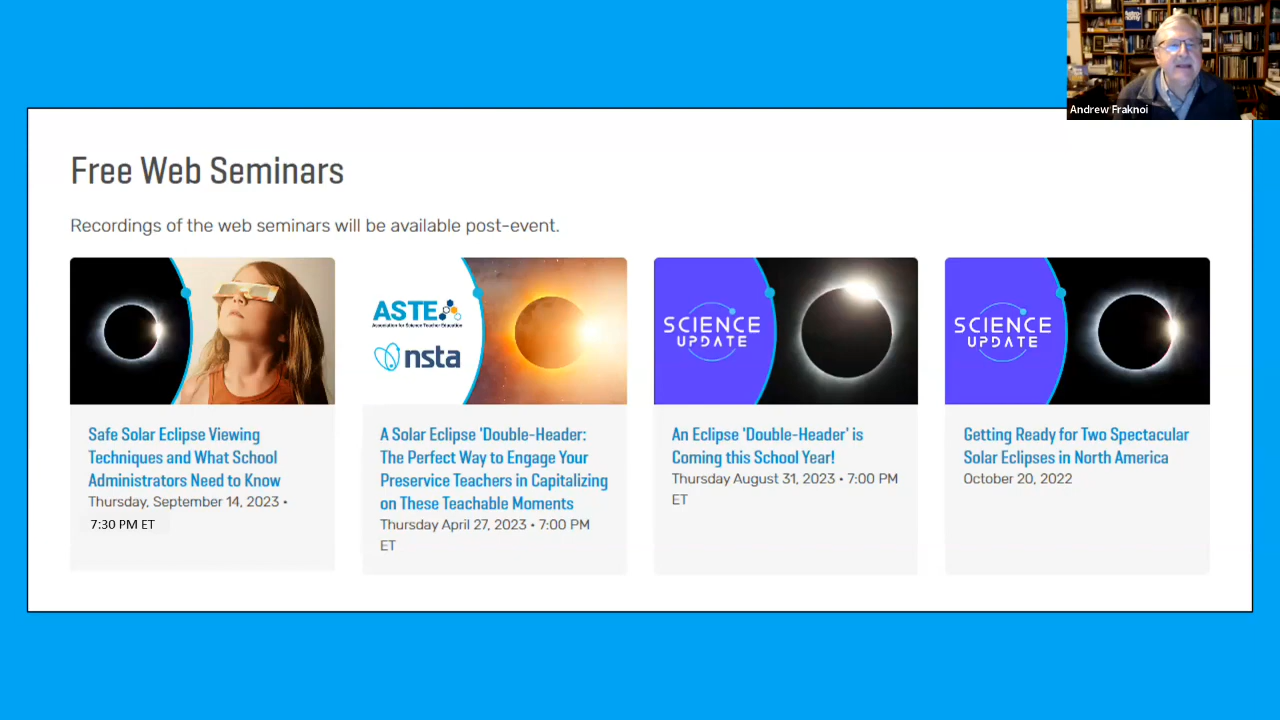 Andrew Fraknoi
Free Web Seminars
Recordings of the web seminars will be available post-event.
ASTE
Association for Science Teacher Education
nsta
SCIENCE
UPDATE
SCIENCE
UPDATE
Safe Solar Eclipse Viewing
Techniques and What School
Administrators Need to Know
Thursday, September 14, 2023 •
7:30 PM ET
A Solar Eclipse 'Double-Header:
The Perfect Way to Engage Your
Preservice Teachers in Capitalizing
on These Teachable Moments
Thursday April 27, 2023 • 7:00 PM
ET
An Eclipse 'Double-Header' is
Coming this School Year!
Thursday August 31, 2023 • 7:00 PM
ET
Getting Ready for Two Spectacular
Solar Eclipses in North America
October 20, 2022